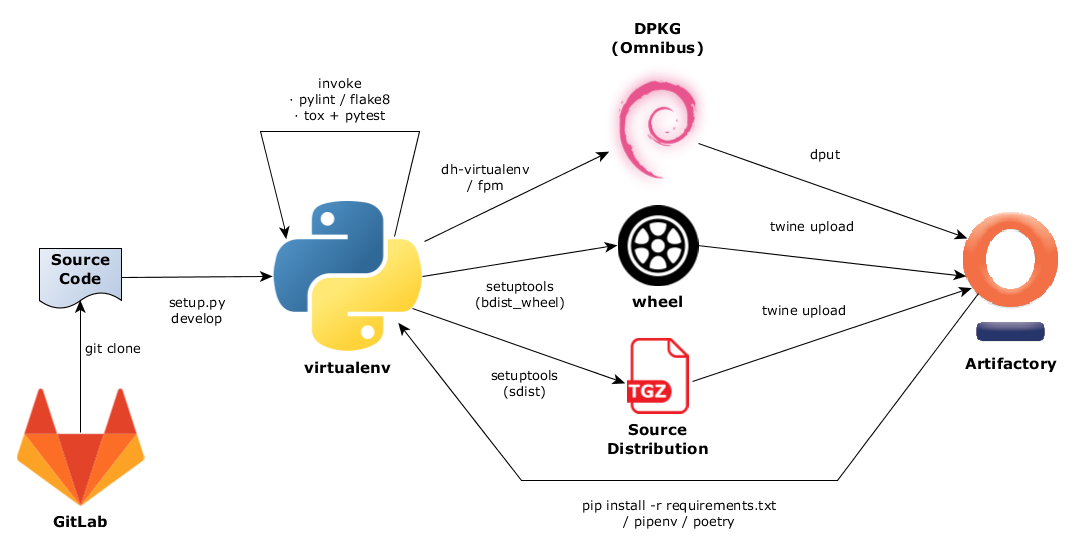 DPKG
(Omnibus)
invoke
· pylint / flake8
· tox + pytest
dh-virtualenv
/ fpm
dput
twine upload
Source
Code
setup.py
develop
setuptools
(bdist_wheel)
wheel
twine upload
git clone
virtualenv
setuptools
(sdist)
TGZ
Artifactory
Source
Distribution
GitLab
pip install -r requirements.txt
/ pipenv / poetry